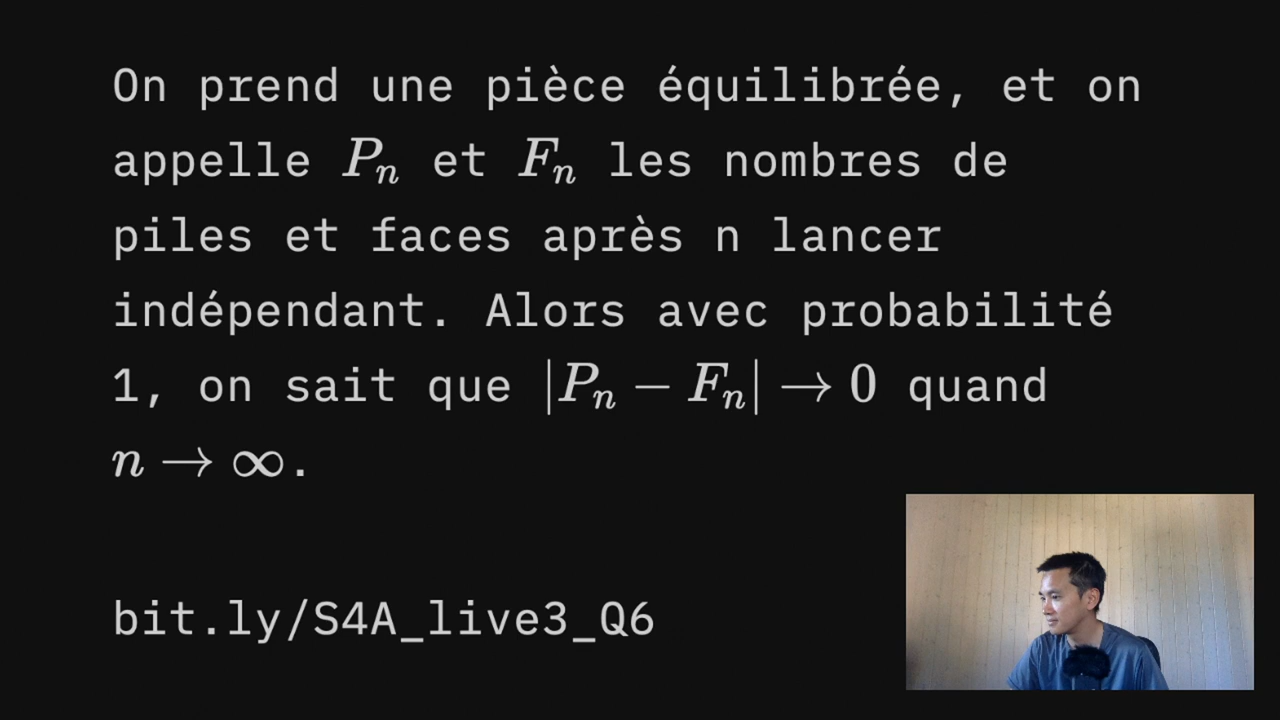 On prend une pièce équilibrée, et on
appelle $P_n$ et $F_n$ les nombres de
piles et faces après n lancer
indépendant. Alors avec probabilité
1, on sait que $|P_n - F_n| \to 0$ quand
$n \to \infty$.
bit.ly/S4A_live3_Q6